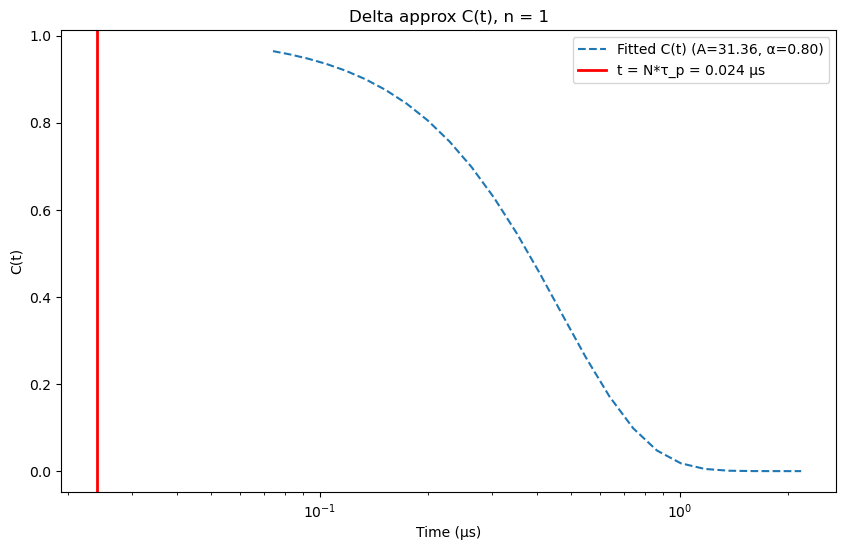 Delta approx C(t), n = 1
Fitted C(t) (A=31.36, α=0.80)
t = N*τ_p = 0.024 μs
C(t)
1.0
0.8
0.6
0.4
0.2
0.0
10⁻¹
10⁰
Time (μs)